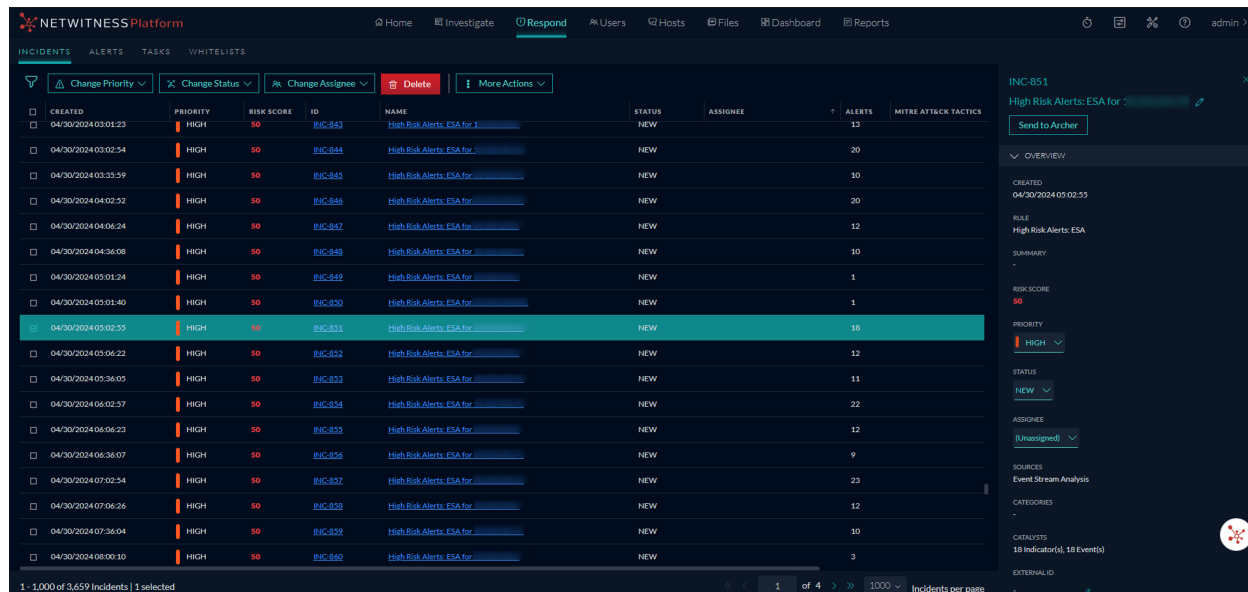 NETWITNESS Platform
Home Investigate Respond Users Hosts Files Dashboard Reports admin >
INCIDENTS ALERTS TASKS WHITELISTS
Change Priority Change Status Change Assignee Delete More Actions
CREATED PRIORITY RISK SCORE ID NAME STATUS ASSIGNEE ALERTS MITRE ATT&CK TACTICS
04/30/2024 03:01:23 HIGH 50 INC-843 High Risk Alerts: ESA for 1 NEW 13
04/30/2024 03:02:54 HIGH 50 INC-844 High Risk Alerts: ESA for NEW 20
04/30/2024 03:35:59 HIGH 50 INC-845 High Risk Alerts: ESA for NEW 10
04/30/2024 04:02:52 HIGH 50 INC-846 High Risk Alerts: ESA for NEW 20
04/30/2024 04:06:24 HIGH 50 INC-847 High Risk Alerts: ESA for NEW 12
04/30/2024 04:36:08 HIGH 50 INC-848 High Risk Alerts: ESA for NEW 10
04/30/2024 05:01:24 HIGH 50 INC-849 High Risk Alerts: ESA for NEW 1
04/30/2024 05:01:40 HIGH 50 INC-850 High Risk Alerts: ESA for NEW 1
04/30/2024 05:02:55 HIGH 50 INC-851 High Risk Alerts: ESA for NEW 18
04/30/2024 05:06:22 HIGH 50 INC-852 High Risk Alerts: ESA for NEW 12
04/30/2024 05:36:05 HIGH 50 INC-853 High Risk Alerts: ESA for NEW 11
04/30/2024 06:02:57 HIGH 50 INC-854 High Risk Alerts: ESA for NEW 22
04/30/2024 06:06:23 HIGH 50 INC-855 High Risk Alerts: ESA for NEW 12
04/30/2024 06:36:07 HIGH 50 INC-856 High Risk Alerts: ESA for NEW 9
04/30/2024 07:02:54 HIGH 50 INC-857 High Risk Alerts: ESA for NEW 23
04/30/2024 07:06:26 HIGH 50 INC-858 High Risk Alerts: ESA for NEW 12
04/30/2024 07:36:04 HIGH 50 INC-859 High Risk Alerts: ESA for NEW 10
04/30/2024 08:00:10 HIGH 50 INC-860 High Risk Alerts: ESA for NEW 3
1 - 1,000 of 3,659 Incidents | 1 selected
1 of 4 1000 Incidents per page
INC-851
High Risk Alerts: ESA for
Send to Archer
OVERVIEW
CREATED
04/30/2024 05:02:55
RULE
High Risk Alerts: ESA
SUMMARY
-
RISK SCORE
50
PRIORITY
HIGH
STATUS
NEW
ASSIGNEE
(Unassigned)
SOURCES
Event Stream Analysis
CATEGORIES
-
CATALYSTS
18 Indicator(s), 18 Event(s)
EXTERNAL ID
-